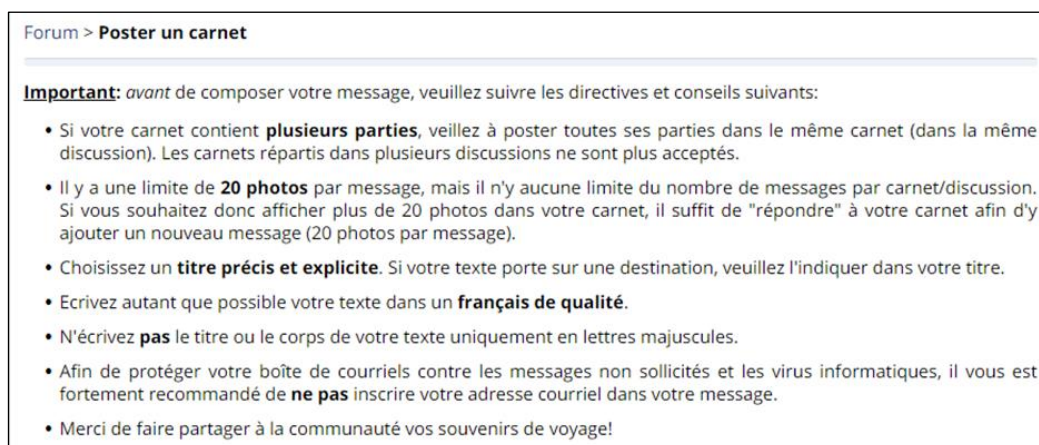 Forum > Poster un carnet
Important: avant de composer votre message, veuillez suivre les directives et conseils suivants:
• Si votre carnet contient plusieurs parties, veillez à poster toutes ses parties dans le même carnet (dans la même
discussion). Les carnets répartis dans plusieurs discussions ne sont plus acceptés.
• Il y a une limite de 20 photos par message, mais il n'y aucune limite du nombre de messages par carnet/discussion.
Si vous souhaitez donc afficher plus de 20 photos dans votre carnet, il suffit de "répondre" à votre carnet afin d'y
ajouter un nouveau message (20 photos par message).
• Choisissez un titre précis et explicite. Si votre texte porte sur une destination, veuillez l'indiquer dans votre titre.
• Ecrivez autant que possible votre texte dans un français de qualité.
• N'écrivez pas le titre ou le corps de votre texte uniquement en lettres majuscules.
• Afin de protéger votre boîte de courriels contre les messages non sollicités et les virus informatiques, il vous est
fortement recommandé de ne pas inscrire votre adresse courriel dans votre message.
• Merci de faire partager à la communauté vos souvenirs de voyage!